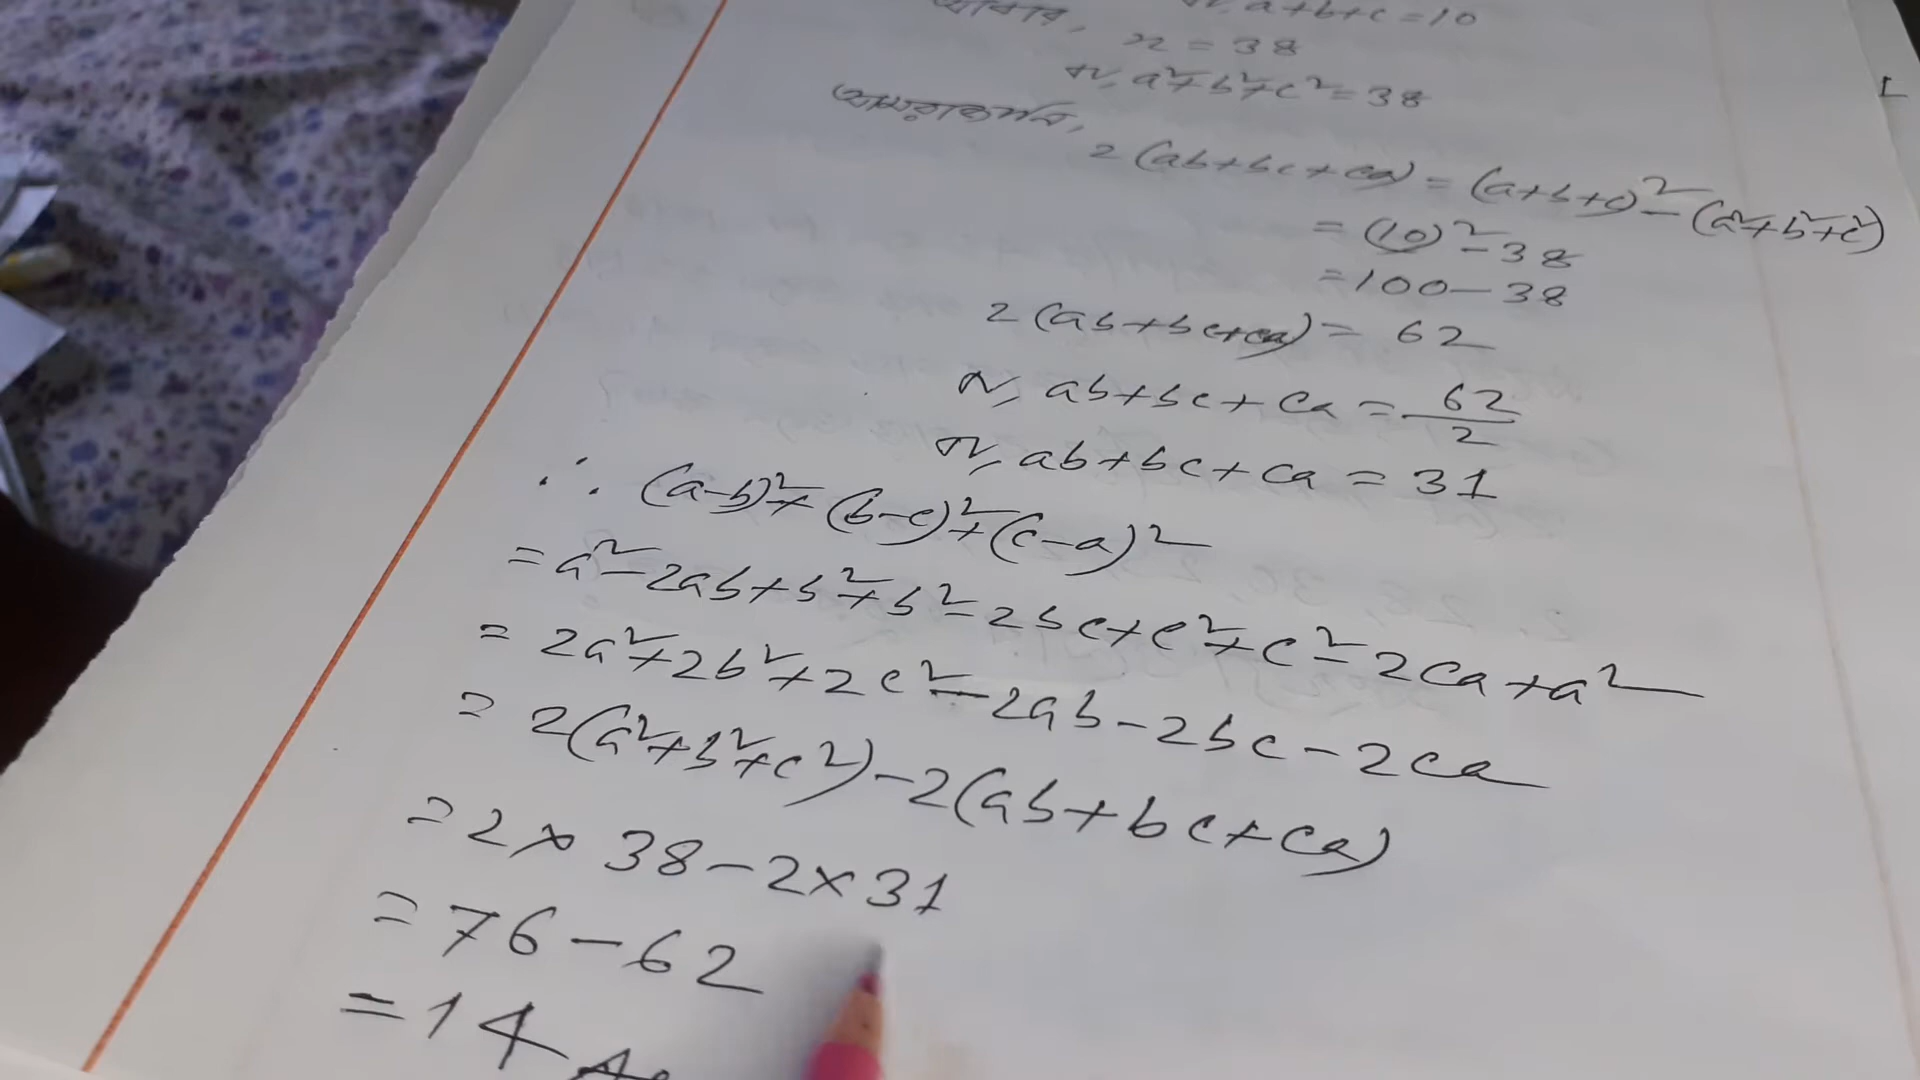 বা, a+b+c = 10
আবার, n = 38
বা, a²+b²+c² = 38
আমরা জানি, 2(ab+bc+ca) = (a+b+c)² - (a²+b²+c²)
= (10)² - 38
= 100 - 38
2(ab+bc+ca) = 62
বা, ab+bc+ca = 62/2
বা, ab+bc+ca = 31
∴ (a-b)²+(b-c)²+(c-a)²
= a²-2ab+b²+b²-2bc+c²+c²-2ca+a²
= 2a²+2b²+2c²-2ab-2bc-2ca
= 2(a²+b²+c²)-2(ab+bc+ca)
= 2×38-2×31
= 76-62
= 14